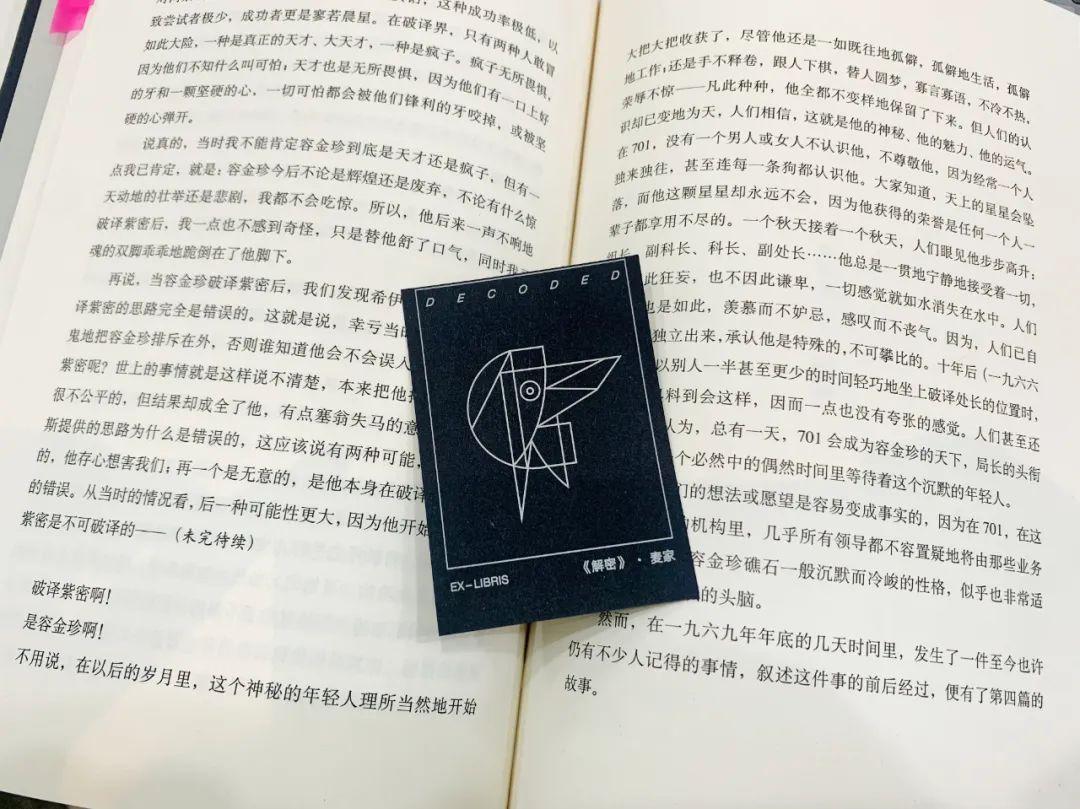 这种成功率极低，以
致尝试者极少，成功者更是寥若晨星。在破译界，只有两种人敢冒
如此大险，一种是真正的天才、大天才，一种是疯子。疯子无所畏惧，
因为他们不知什么叫可怕；天才也是无所畏惧，因为他们有一口上好
的牙和一颗坚硬的心，一切可怕都会被他们锋利的牙咬掉，或被坚
硬的心弹开。
说真的，当时我不能肯定容金珍到底是天才还是疯子，但有一
点我已肯定，就是：容金珍今后不论是辉煌还是废弃，不论有什么惊
天动地的壮举还是悲剧，我都不会吃惊。所以，他后来一声不响地
破译紫密后，我一点也不感到奇怪，只是替他舒了口气，同时我
魂的双脚乖乖地跪倒在了他脚下。
再说，当容金珍破译紫密后，我们发现希伊
译紫密的思路完全是错误的。这就是说，幸亏当
鬼地把容金珍排斥在外，否则谁知道他会不会误人
紫密呢？世上的事情就是这样说不清楚，本来把他
很不公平的，但结果却成全了他，有点塞翁失马的意
斯提供的思路为什么是错误的，这应该说有两种可能，
的，他存心想害我们；再一个是无意的，是他本身在破译
的错误。从当时的情况看，后一种可能性更大，因为他开始
紫密是不可破译的——（未完待续）
破译紫密啊！
是容金珍啊！
不用说，在以后的岁月里，这个神秘的年轻人理所当然地开始
大把大把收获了，尽管他还是一如既往地孤僻，孤僻地生活，孤僻
地工作；还是手不释卷，跟人下棋，替人圆梦，寡言寡语，不冷不热，
荣辱不惊——凡此种种，他全都不变样地保留了下来。但人们的认
识却已变地为天，人们相信，这就是他的神秘、他的魅力、他的运气。
在701，没有一个男人或女人不认识他，不尊敬他，因为经常一个人
独来独往，甚至连每一条狗都认识他。大家知道，天上的星星会坠
落，而他这颗星星却永远不会，因为他获得的荣誉是任何一个人一
辈子都享用不尽的。一个秋天接着一个秋天，人们眼见他步步高升；
组长、副科长、科长、副处长……他总是一贯地宁静地接受着一切，
此狂妄，也不因此谦卑，一切感觉就如水消失在水中。人们
也是如此，羡慕而不妒忌，感叹而不丧气。因为，人们已自
独立出来，承认他是特殊的，不可攀比的。十年后（一九六六
以别人一半甚至更少的时间轻巧地坐上破译处长的位置时，
料到会这样，因而一点也没有夸张的感觉。人们甚至还
认为，总有一天，701会成为容金珍的天下，局长的头衔
个必然中的偶然时间里等待着这个沉默的年轻人。
们的想法或愿望是容易变成事实的，因为在701，在这
的机构里，几乎所有领导都不容置疑地将由那些业务
容金珍礁石一般沉默而冷峻的性格，似乎也非常适
的头脑。
然而，在一九六九年年底的几天时间里，发生了一件至今也许
仍有不少人记得的事情，叙述这件事的前后经过，便有了第四篇的
故事。
DECODED
EX-LIBRIS
《解密》·麦家